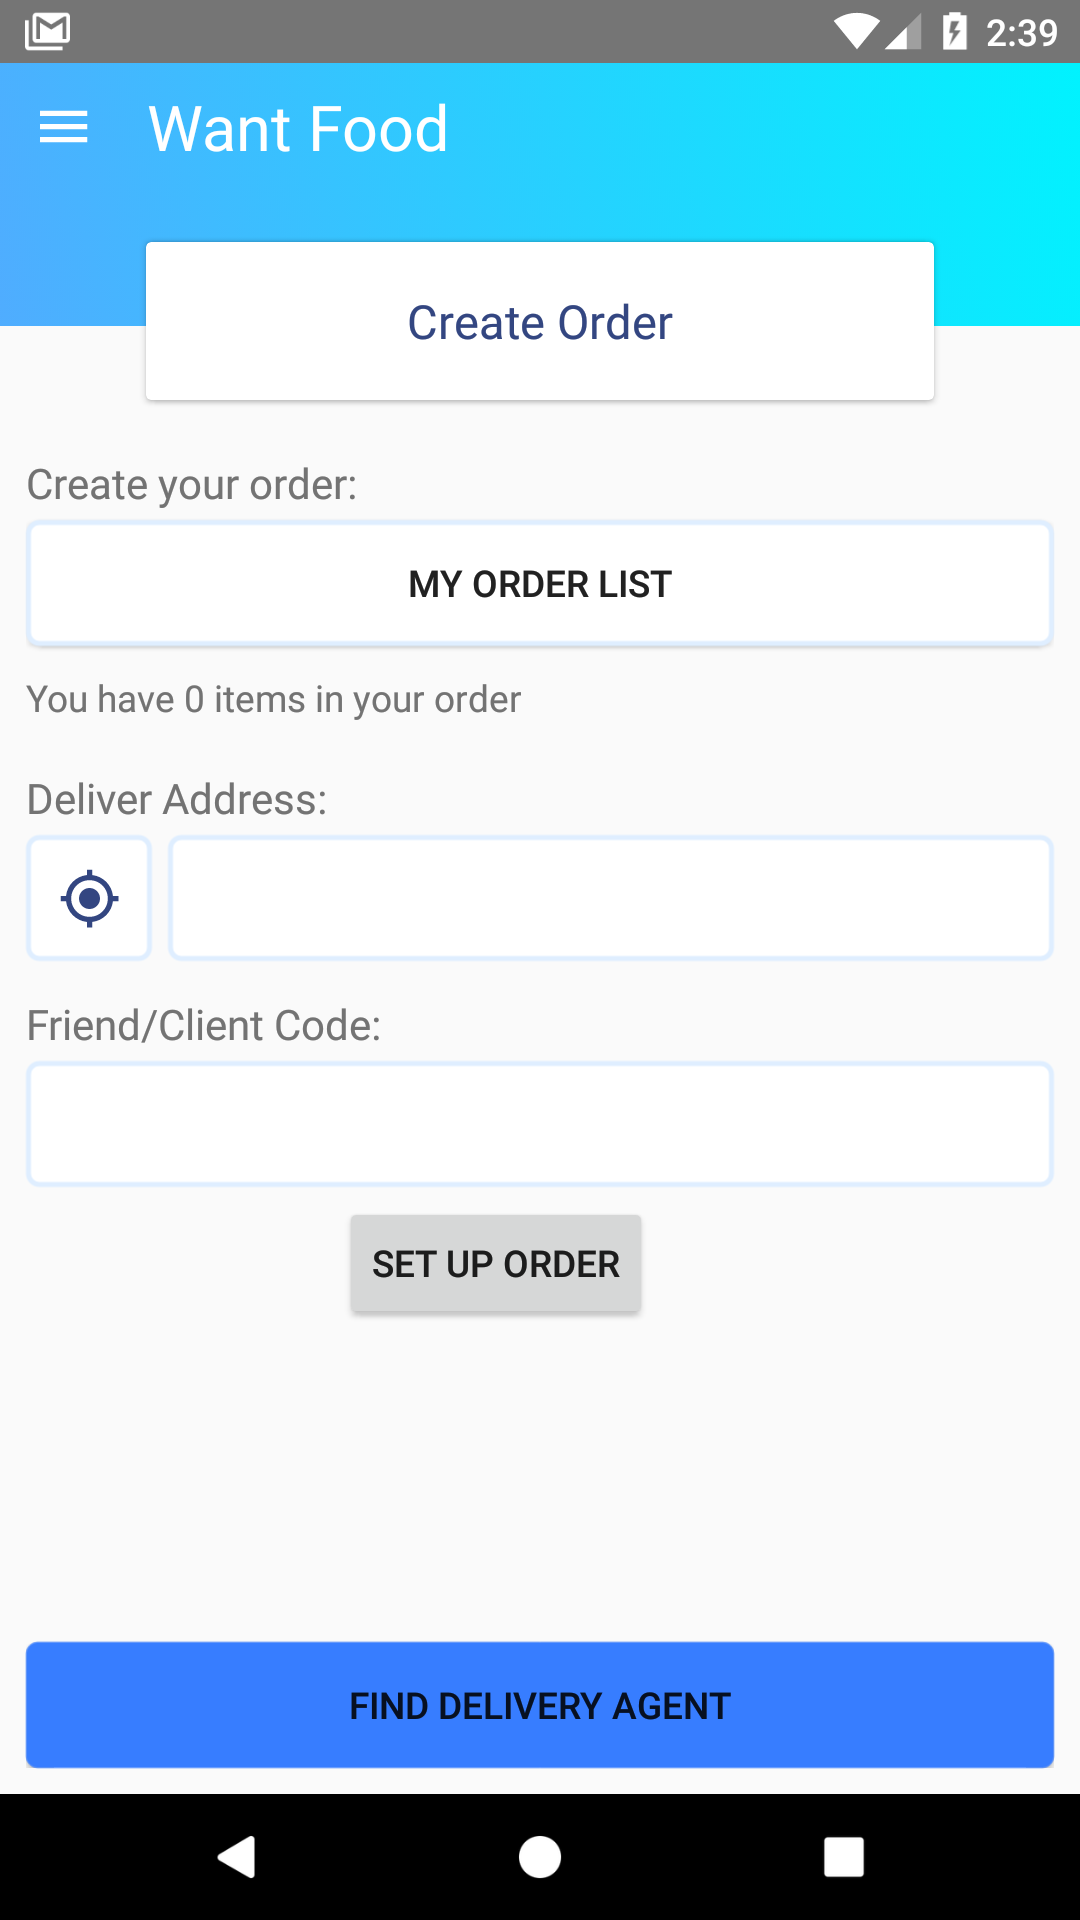 2:39
Want Food
Create Order
Create your order:
MY ORDER LIST
You have 0 items in your order
Deliver Address:
Friend/Client Code:
SET UP ORDER
FIND DELIVERY AGENT